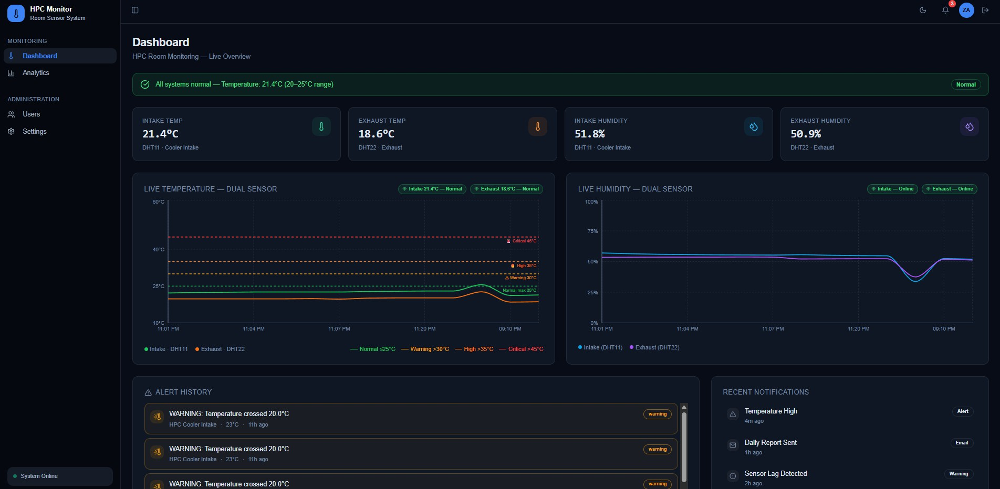 HPC Monitor
Room Sensor System
MONITORING
Dashboard
Analytics
ADMINISTRATION
Users
Settings
System Online
3
ZA
Dashboard
HPC Room Monitoring — Live Overview
All systems normal — Temperature: 21.4°C (20–25°C range)
Normal
INTAKE TEMP
21.4°C
DHT11 · Cooler Intake
EXHAUST TEMP
18.6°C
DHT22 · Exhaust
INTAKE HUMIDITY
51.8%
DHT11 · Cooler Intake
EXHAUST HUMIDITY
50.9%
DHT22 · Exhaust
LIVE TEMPERATURE — DUAL SENSOR
Intake 21.4°C — Normal
Exhaust 18.6°C — Normal
60°C
40°C
25°C
10°C
Critical 45°C
High 35°C
Warning 30°C
Normal max 25°C
11:01 PM
11:04 PM
11:07 PM
11:20 PM
09:10 PM
Intake · DHT11
Exhaust · DHT22
Normal ≤25°C
Warning >30°C
High >35°C
Critical >45°C
LIVE HUMIDITY — DUAL SENSOR
Intake — Online
Exhaust — Online
100%
75%
50%
25%
0%
11:01 PM
11:04 PM
11:07 PM
11:20 PM
09:10 PM
Intake (DHT11)
Exhaust (DHT22)
ALERT HISTORY
WARNING: Temperature crossed 20.0°C
warning
HPC Cooler Intake · 23°C · 11h ago
WARNING: Temperature crossed 20.0°C
warning
HPC Cooler Intake · 23°C · 11h ago
WARNING: Temperature crossed 20.0°C
warning
RECENT NOTIFICATIONS
Temperature High
Alert
4m ago
Daily Report Sent
Email
1h ago
Sensor Lag Detected
Warning
2h ago